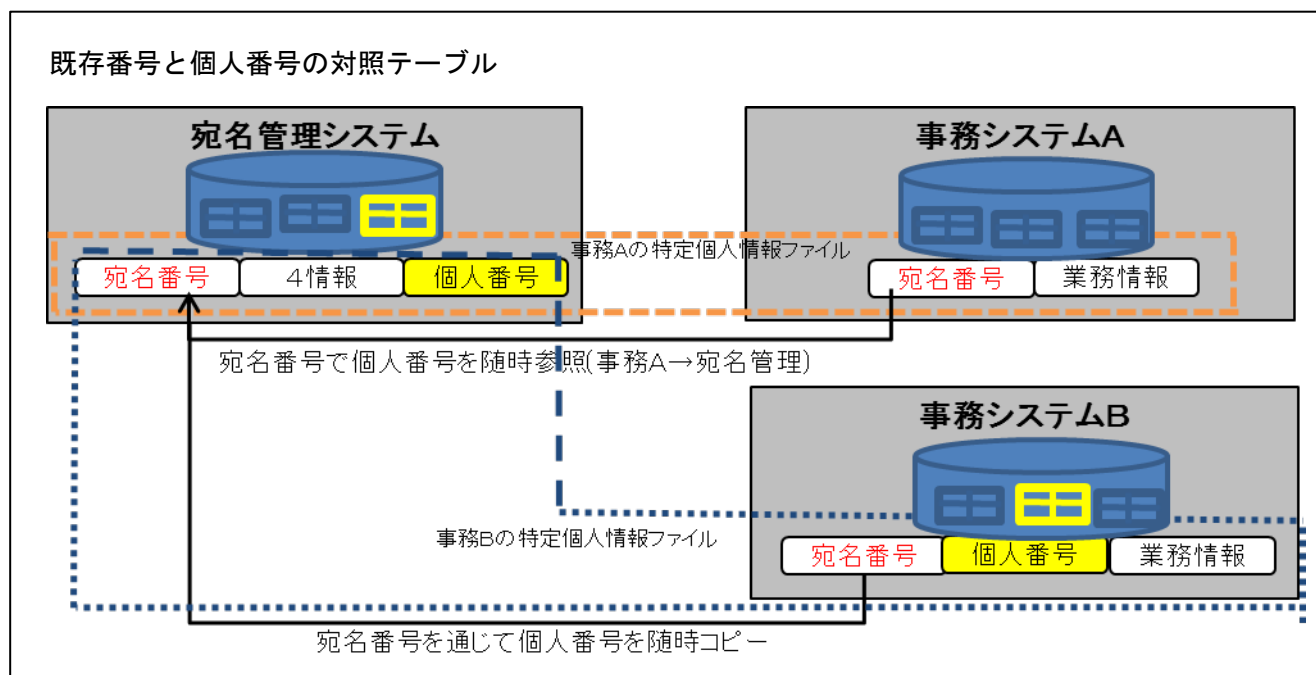 既存番号と個人番号の対照テーブル
宛名管理システム
事務システムA
事務Aの特定個人情報ファイル
宛名番号 4情報 個人番号
宛名番号 業務情報
宛名番号で個人番号を随時参照(事務A→宛名管理)
事務システムB
事務Bの特定個人情報ファイル
宛名番号 個人番号 業務情報
宛名番号を通じて個人番号を随時コピー